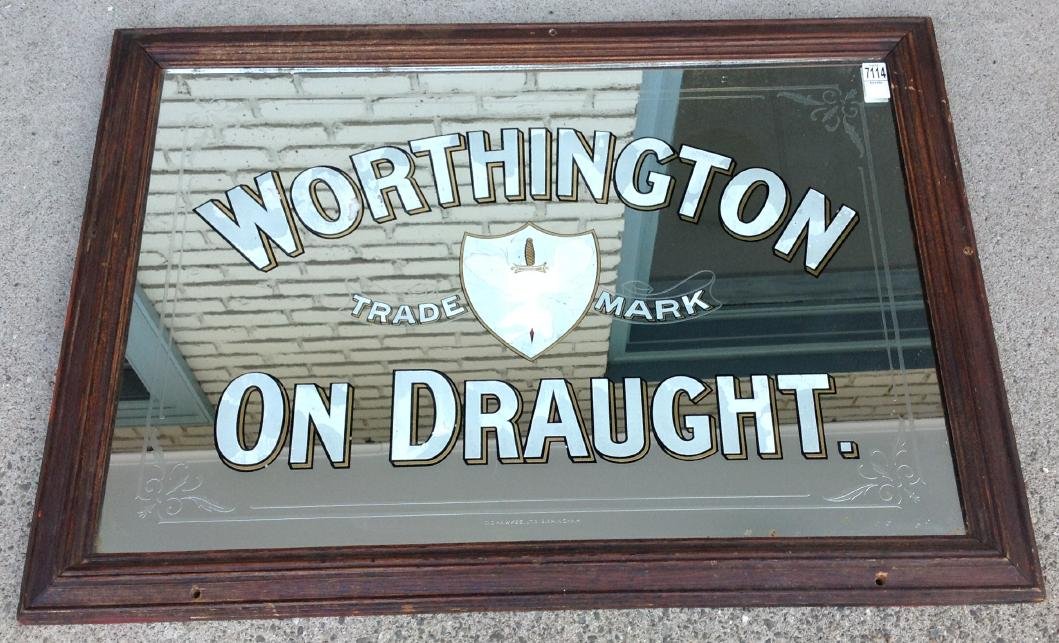 7114
WORTHINGTON
TRADE MARK
ON DRAUGHT.